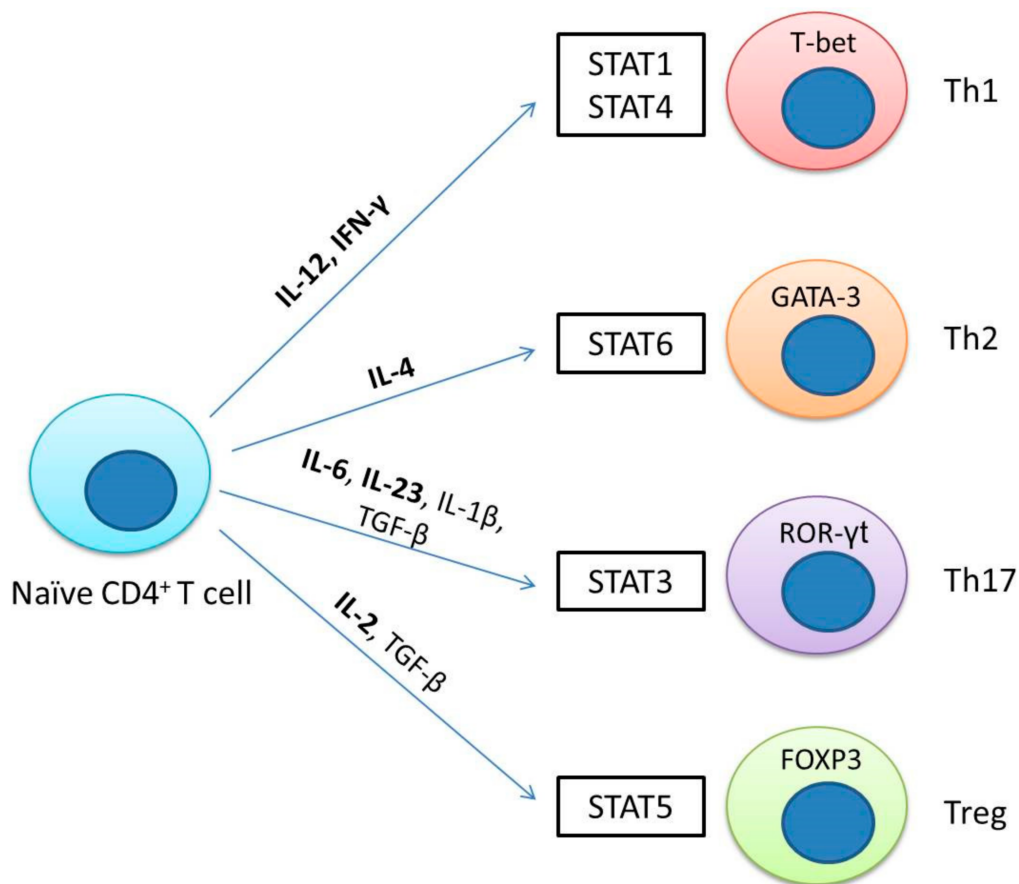 STAT1
STAT4
T-bet
Th1
IL-12, IFN-γ
STAT6
GATA-3
Th2
IL-4
IL-6, IL-23, IL-1β,
TGF-β
STAT3
ROR-γt
Th17
Naïve CD4⁺ T cell
IL-2, TGF-β
STAT5
FOXP3
Treg